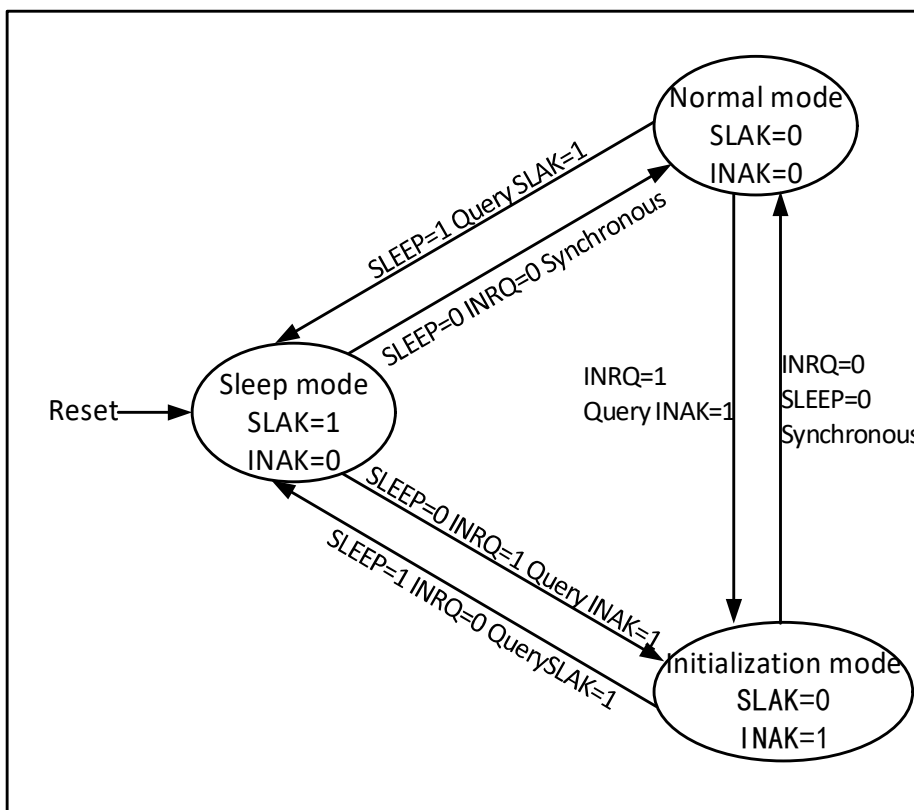 Normal mode
SLAK=0
INAK=0
SLEEP=1 Query SLAK=1
SLEEP=0 INRQ=0 Synchronous
INRQ=1
Query INAK=1
INRQ=0
SLEEP=0
Synchronous
Reset
Sleep mode
SLAK=1
INAK=0
SLEEP=0 INRQ=1 Query INAK=1
SLEEP=1 INRQ=0 QuerySLAK=1
Initialization mode
SLAK=0
INAK=1